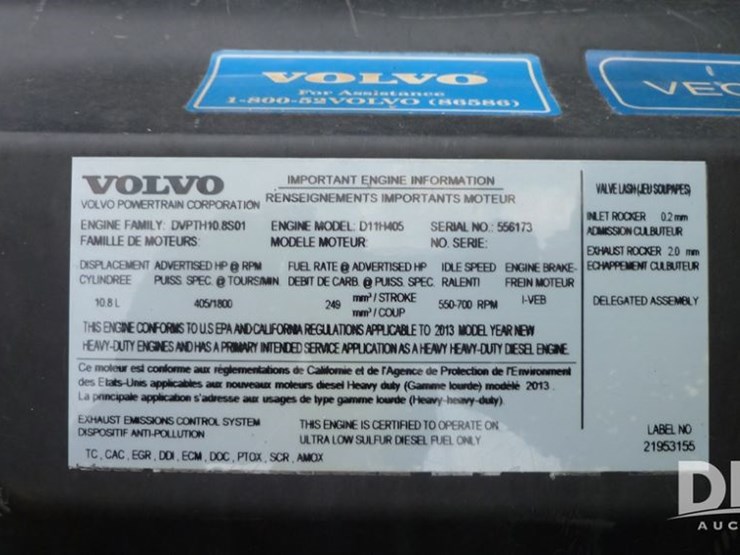 VOLVO
For Assistance
1-800-52VOLVO (86586)
VOLVO
VOLVO POWERTRAIN CORPORATION
IMPORTANT ENGINE INFORMATION
RENSEIGNEMENTS IMPORTANTS MOTEUR
ENGINE FAMILY: DVPTH10.8S01 ENGINE MODEL: D11H405 SERIAL NO.: 556173
FAMILLE DE MOTEURS: MODELE MOTEUR: NO. SERIE:
DISPLACEMENT ADVERTISED HP @ RPM FUEL RATE @ ADVERTISED HP IDLE SPEED ENGINE BRAKE-
CYLINDREE PUISS. SPEC. @ TOURS/MIN. DEBIT DE CARB. @ PUISS. SPEC. RALENTI FREIN MOTEUR
10.8 L 405/1800 249 mm³/STROKE 550-700 RPM I-VEB
mm³/COUP
THIS ENGINE CONFORMS TO U.S EPA AND CALIFORNIA REGULATIONS APPLICABLE TO 2013 MODEL YEAR NEW
HEAVY-DUTY ENGINES AND HAS A PRIMARY INTENDED SERVICE APPLICATION AS A HEAVY HEAVY-DUTY DIESEL ENGINE.
Ce moteur est conforme aux réglementations de Californie et de l'Agence de Protection de l'Environment
des Etats-Unis applicables aux nouveaux moteurs diesel Heavy duty (Gamme lourde) modèlé 2013.
La principale application s'adresse aux usages de type gamme lourde (Heavy-heavy-duty).
EXHAUST EMISSIONS CONTROL SYSTEM
DISPOSITIF ANTI-POLLUTION
THIS ENGINE IS CERTIFIED TO OPERATE ON
ULTRA LOW SULFUR DIESEL FUEL ONLY
TC, CAC, EGR, DDI, ECM, DOC, PTOX, SCR, AMOX
VALVE LASH (JEU SOUPAPES)
INLET ROCKER 0.2 mm
ADMISSION CULBUTEUR
EXHAUST ROCKER 2.0 mm
ECHAPPEMENT CULBUTEUR
DELEGATED ASSEMBLY
LABEL NO
21953155